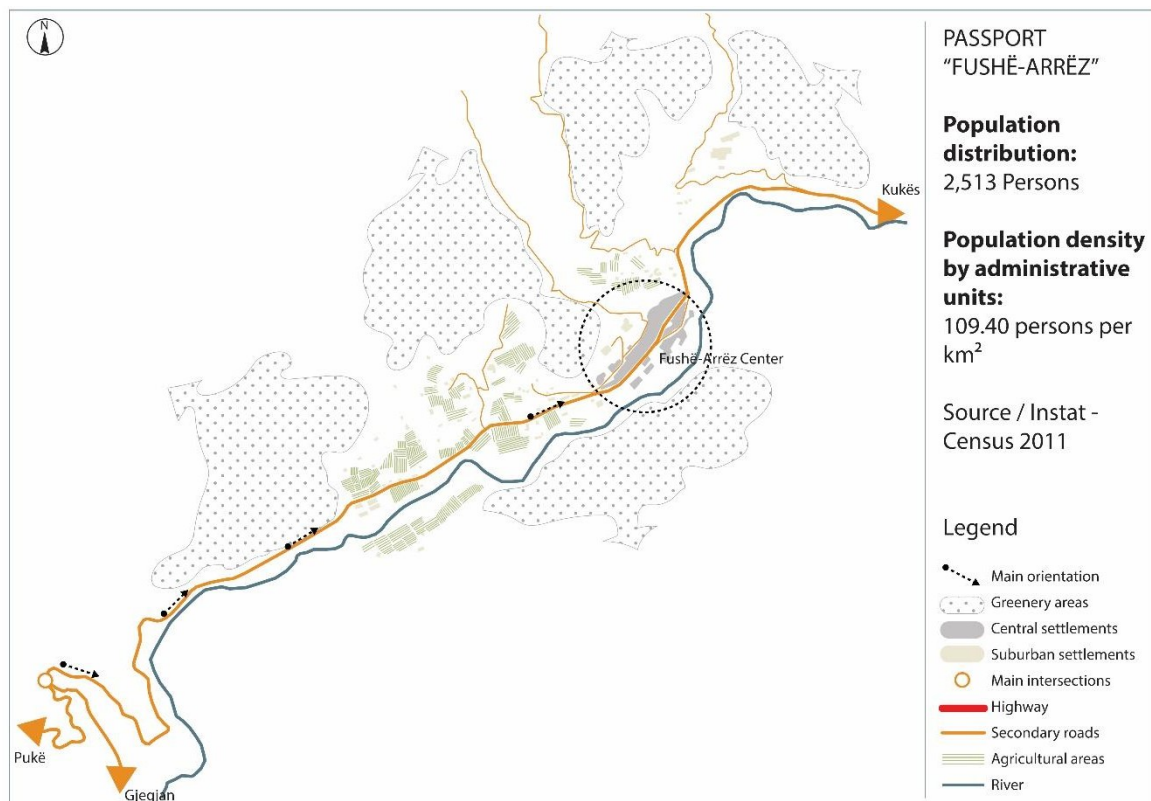 N
Kukës
Fushë-Arrëz Center
Pukë
Gjegjan
PASSPORT
“FUSHË-ARRËZ”
Population
distribution:
2,513 Persons
Population density
by administrative
units:
109.40 persons per
km²
Source / Instat -
Census 2011
Legend
Main orientation
Greenery areas
Central settlements
Suburban settlements
Main intersections
Highway
Secondary roads
Agricultural areas
River